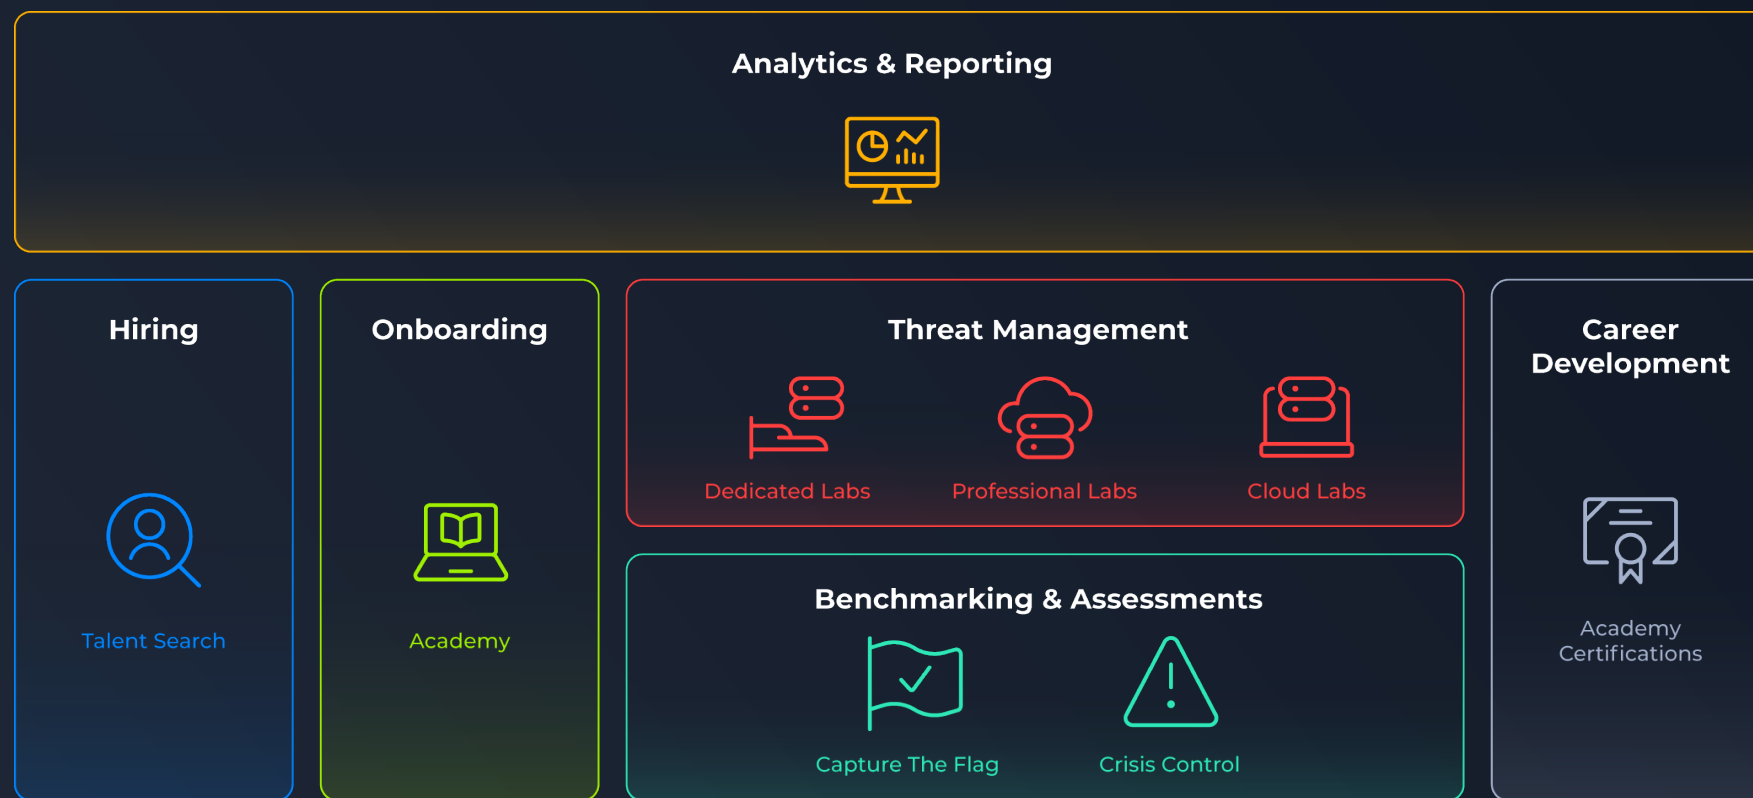 Analytics & Reporting
Hiring
Talent Search
Onboarding
Academy
Threat Management
Dedicated Labs
Professional Labs
Cloud Labs
Benchmarking & Assessments
Capture The Flag
Crisis Control
Career
Development
Academy
Certifications